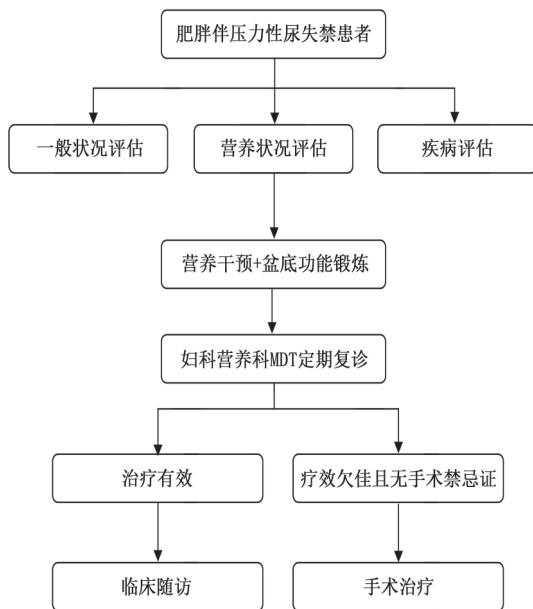 肥胖伴压力性尿失禁患者
一般状况评估
营养状况评估
疾病评估
营养干预+盆底功能锻炼
妇科营养科MDT定期复诊
治疗有效
疗效欠佳且无手术禁忌证
临床随访
手术治疗